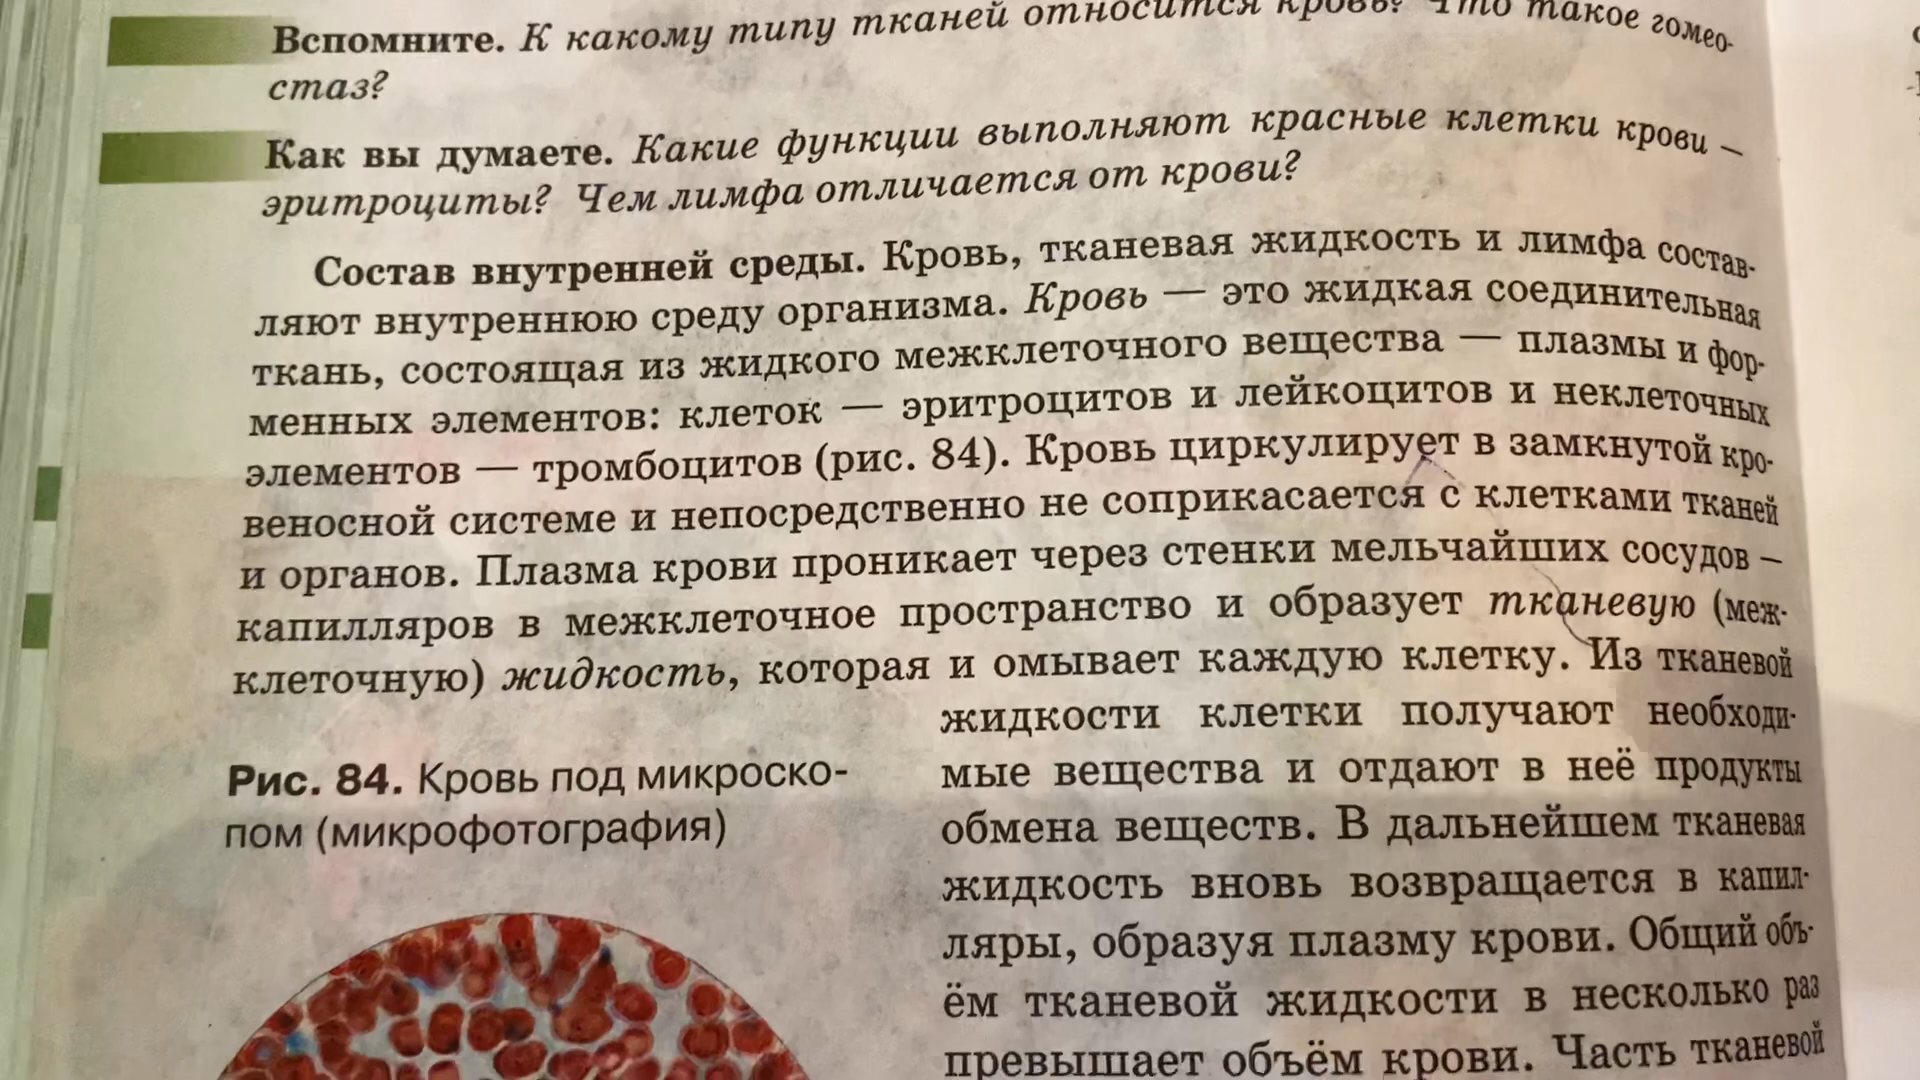 Вспомните. К какому типу тканей относится кровь? Что такое гомео-
стаз?
Как вы думаете. Какие функции выполняют красные клетки крови –
эритроциты? Чем лимфа отличается от крови?
Состав внутренней среды. Кровь, тканевая жидкость и лимфа состав-
ляют внутреннюю среду организма. Кровь — это жидкая соединительная
ткань, состоящая из жидкого межклеточного вещества — плазмы и фор-
менных элементов: клеток — эритроцитов и лейкоцитов и неклеточных
элементов — тромбоцитов (рис. 84). Кровь циркулирует в замкнутой кро-
веносной системе и непосредственно не соприкасается с клетками тканей
и органов. Плазма крови проникает через стенки мельчайших сосудов –
капилляров в межклеточное пространство и образует тканевую (меж-
клеточную) жидкость, которая и омывает каждую клетку. Из тканевой
жидкости клетки получают необходи-
мые вещества и отдают в неё продукты
обмена веществ. В дальнейшем тканевая
жидкость вновь возвращается в капил-
ляры, образуя плазму крови. Общий объ-
ём тканевой жидкости в несколько раз
превышает объём крови. Часть тканевой
Рис. 84. Кровь под микроско-
пом (микрофотография)